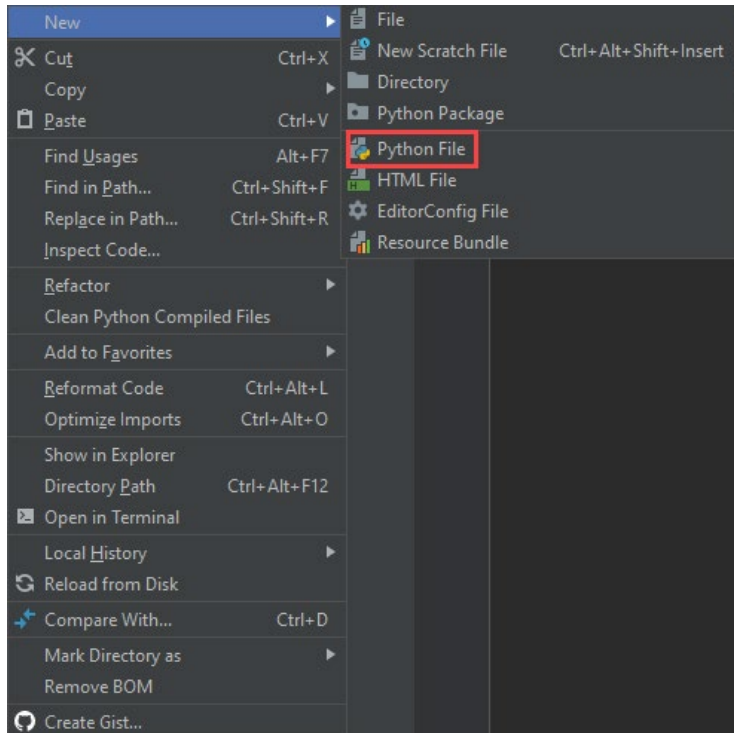 New
Cut Ctrl+X
Copy
Paste Ctrl+V
Find Usages Alt+F7
Find in Path... Ctrl+Shift+F
Replace in Path... Ctrl+Shift+R
Inspect Code...
Refactor
Clean Python Compiled Files
Add to Favorites
Reformat Code Ctrl+Alt+L
Optimize Imports Ctrl+Alt+O
Show in Explorer
Directory Path Ctrl+Alt+F12
Open in Terminal
Local History
Reload from Disk
Compare With... Ctrl+D
Mark Directory as
Remove BOM
Create Gist...
File
New Scratch File Ctrl+Alt+Shift+Insert
Directory
Python Package
Python File
HTML File
EditorConfig File
Resource Bundle